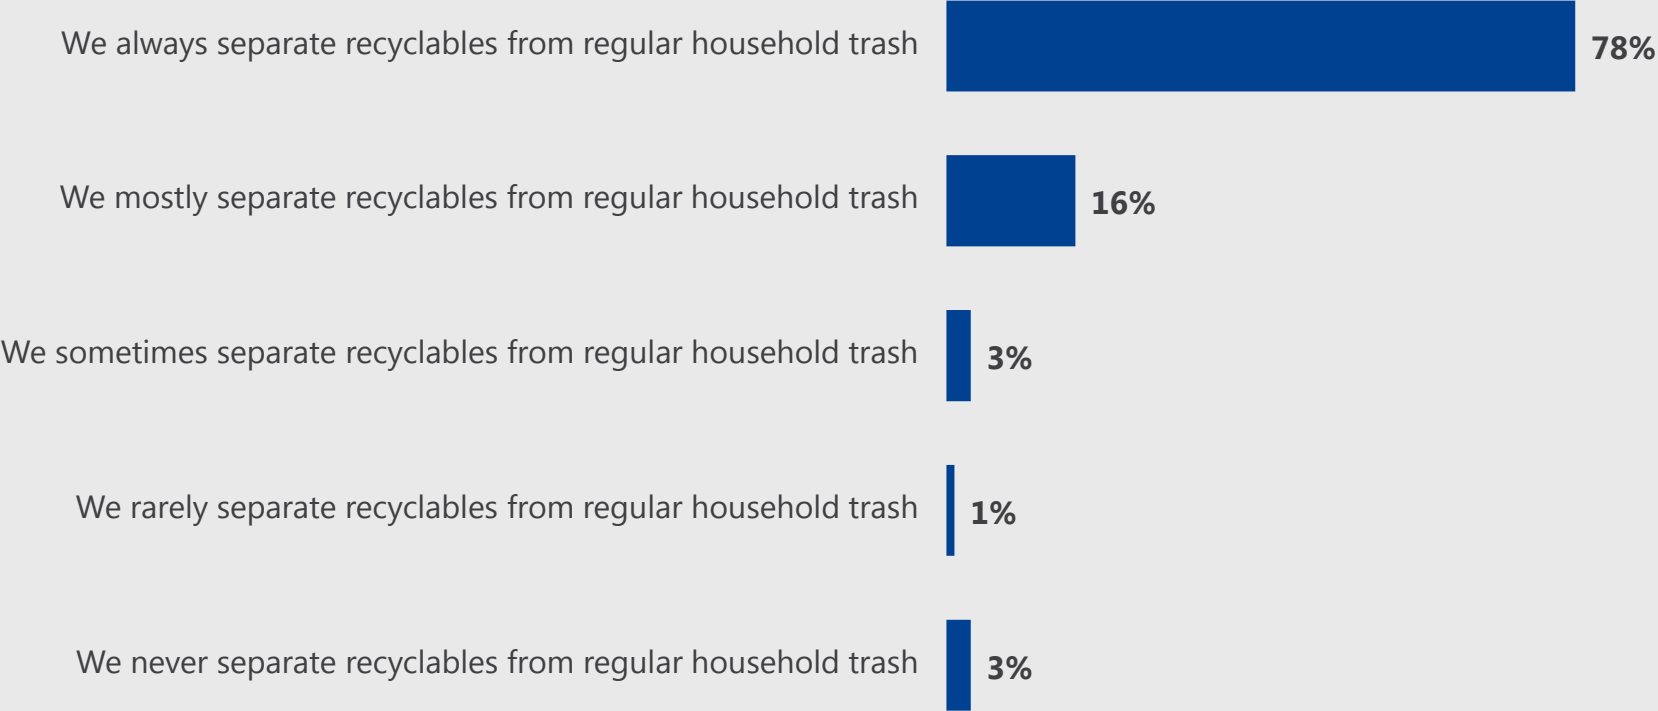 We always separate recyclables from regular household trash 78%
We mostly separate recyclables from regular household trash 16%
We sometimes separate recyclables from regular household trash 3%
We rarely separate recyclables from regular household trash 1%
We never separate recyclables from regular household trash 3%